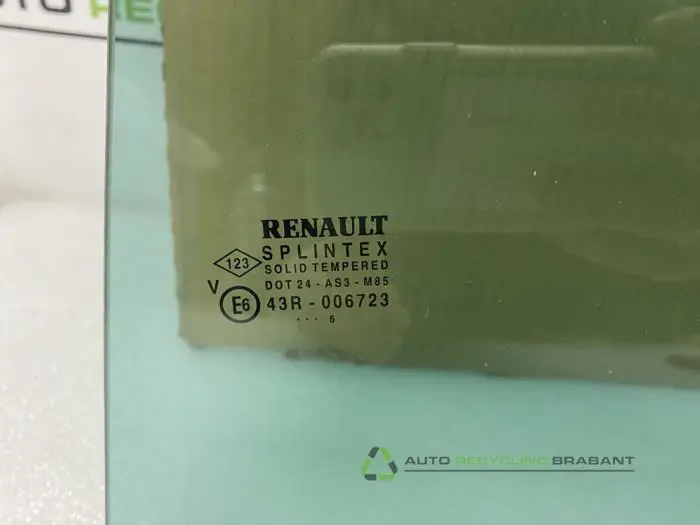 RENAULT
SPLINTEX
123
SOLID TEMPERED
DOT 24 - AS3 - M85
V
E6 43R - 006723
··· 6
AUTO RECYCLING BRABANT